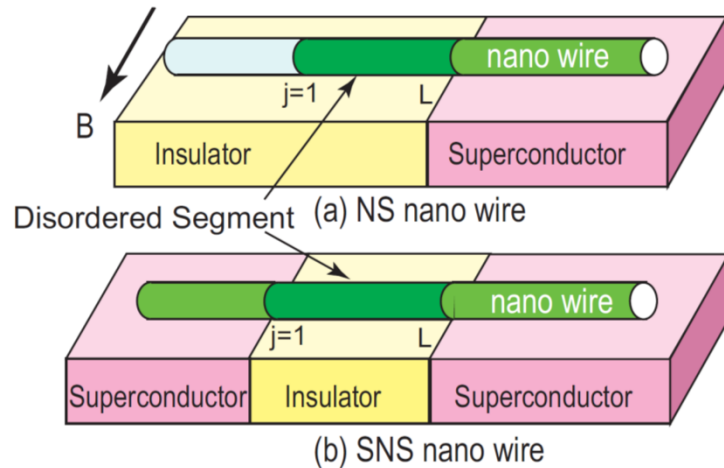 nano wire
j=1 L
B
Insulator Superconductor
Disordered Segment
(a) NS nano wire
nano wire
j=1 L
Superconductor Insulator Superconductor
(b) SNS nano wire